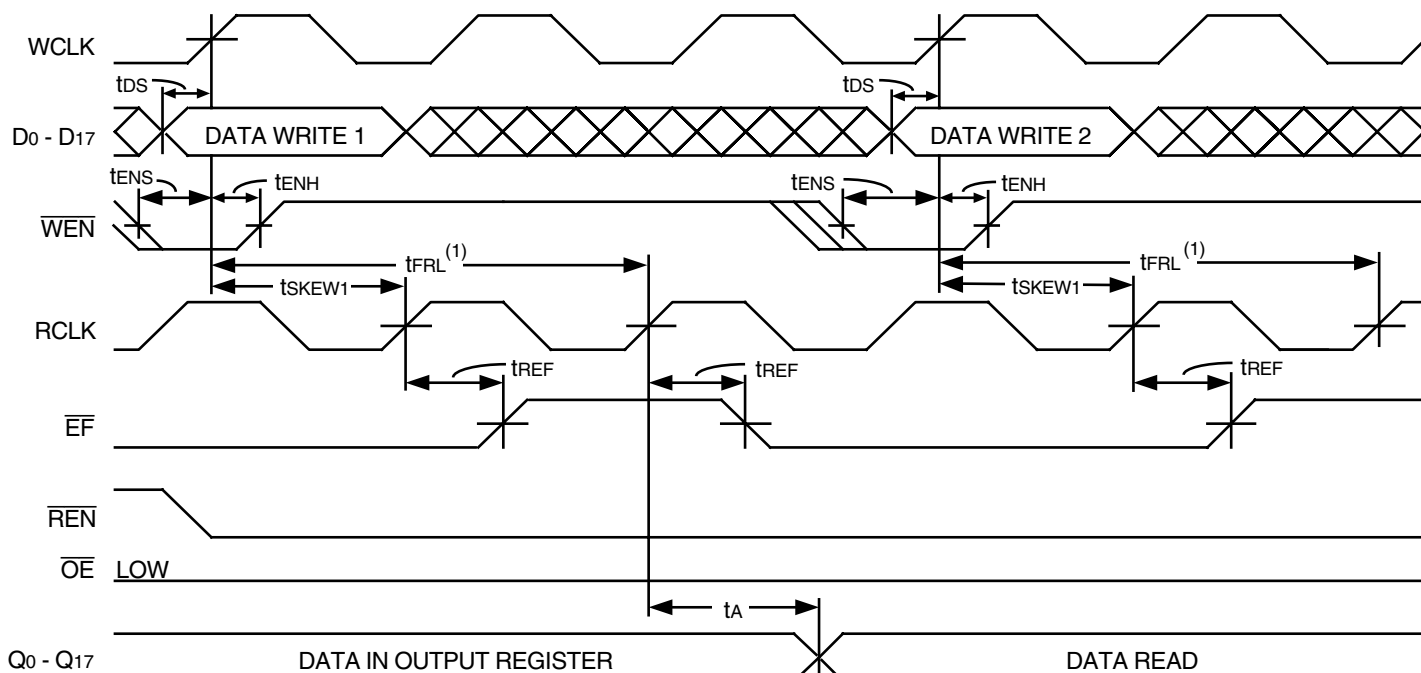 WCLK
tDS tDS
D0 - D17 DATA WRITE 1 DATA WRITE 2
tENS tENH tENS tENH
WEN
tFRL(1) tFRL(1)
tSKEW1 tSKEW1
RCLK
tREF tREF tREF
EF
REN
OE LOW
tA
Q0 - Q17 DATA IN OUTPUT REGISTER DATA READ